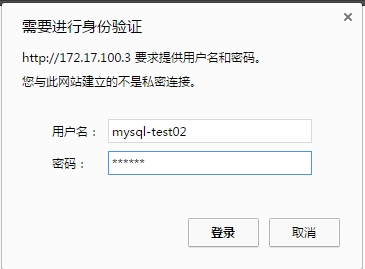 需要进行身份验证
http://172.17.100.3 要求提供用户名和密码。
您与此网站建立的不是私密连接。
用户名： mysql-test02
密码： ******
登录 取消